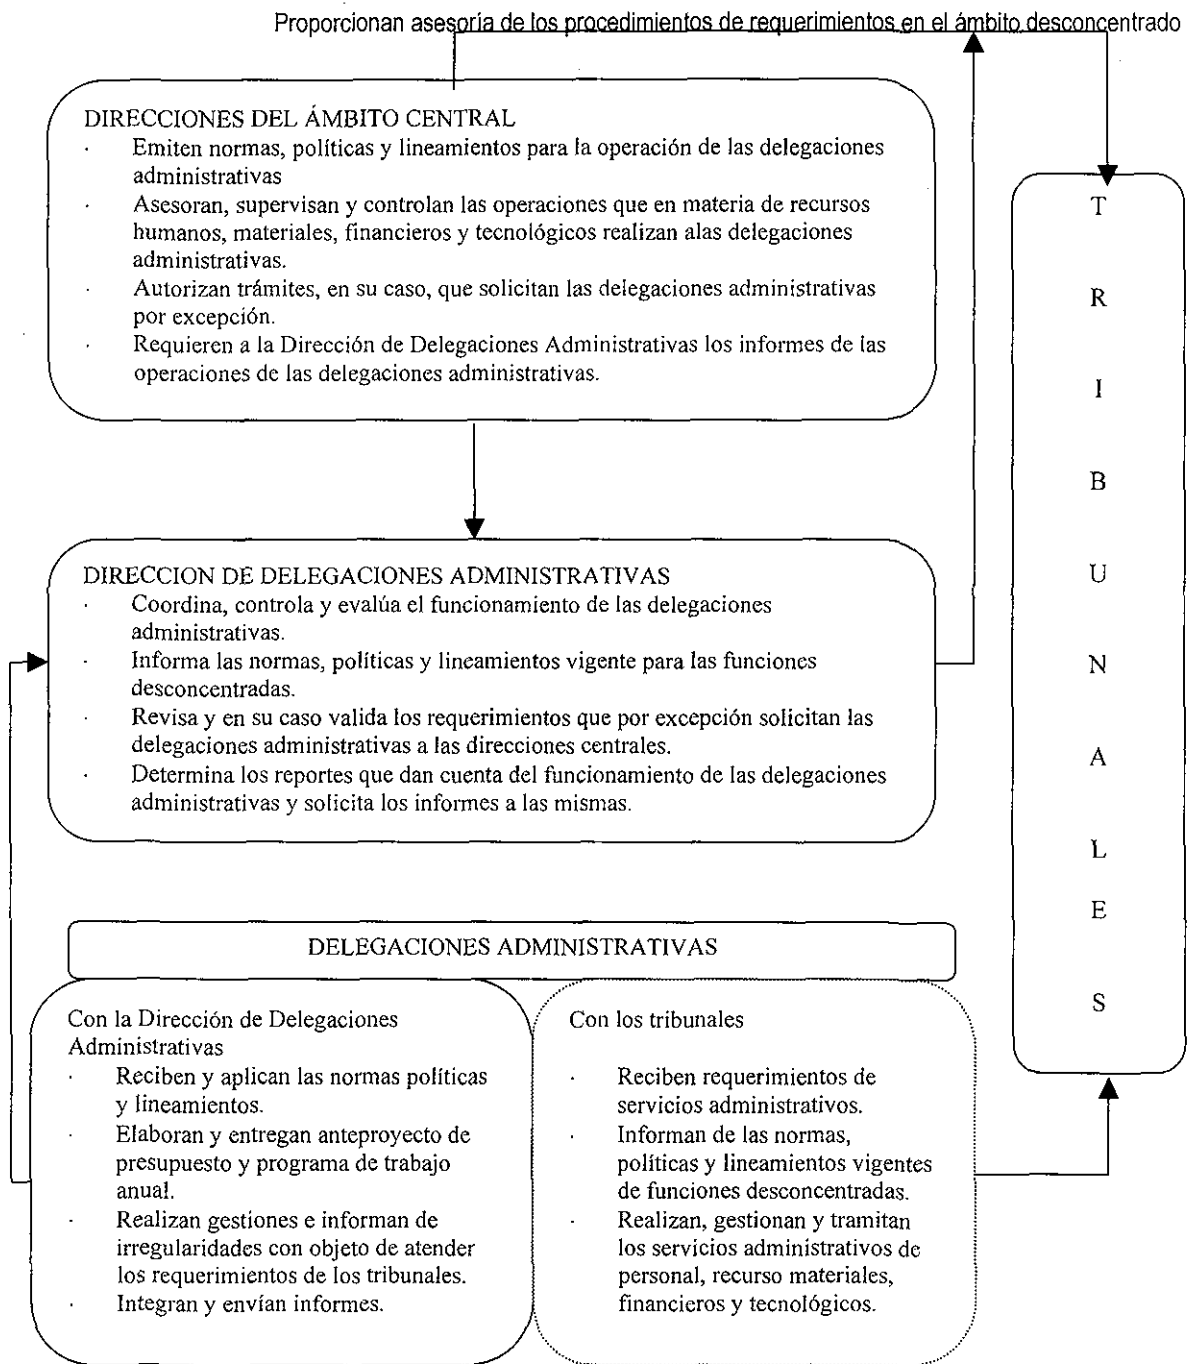 Proporcionan asesoría de los procedimientos de requerimientos en el ámbito desconcentrado
DIRECCIONES DEL ÁMBITO CENTRAL
· Emiten normas, políticas y lineamientos para la operación de las delegaciones
administrativas
· Asesoran, supervisan y controlan las operaciones que en materia de recursos
humanos, materiales, financieros y tecnológicos realizan alas delegaciones
administrativas.
· Autorizan trámites, en su caso, que solicitan las delegaciones administrativas
por excepción.
· Requieren a la Dirección de Delegaciones Administrativas los informes de las
operaciones de las delegaciones administrativas.
DIRECCION DE DELEGACIONES ADMINISTRATIVAS
· Coordina, controla y evalúa el funcionamiento de las delegaciones
administrativas.
· Informa las normas, políticas y lineamientos vigente para las funciones
desconcentradas.
· Revisa y en su caso valida los requerimientos que por excepción solicitan las
delegaciones administrativas a las direcciones centrales.
· Determina los reportes que dan cuenta del funcionamiento de las delegaciones
administrativas y solicita los informes a las mismas.
DELEGACIONES ADMINISTRATIVAS
Con la Dirección de Delegaciones
Administrativas
· Reciben y aplican las normas políticas
y lineamientos.
· Elaboran y entregan anteproyecto de
presupuesto y programa de trabajo
anual.
· Realizan gestiones e informan de
irregularidades con objeto de atender
los requerimientos de los tribunales.
· Integran y envían informes.
Con los tribunales
· Reciben requerimientos de
servicios administrativos.
· Informan de las normas,
políticas y lineamientos vigentes
de funciones desconcentradas.
· Realizan, gestionan y tramitan
los servicios administrativos de
personal, recurso materiales,
financieros y tecnológicos.
T
R
I
B
U
N
A
L
E
S